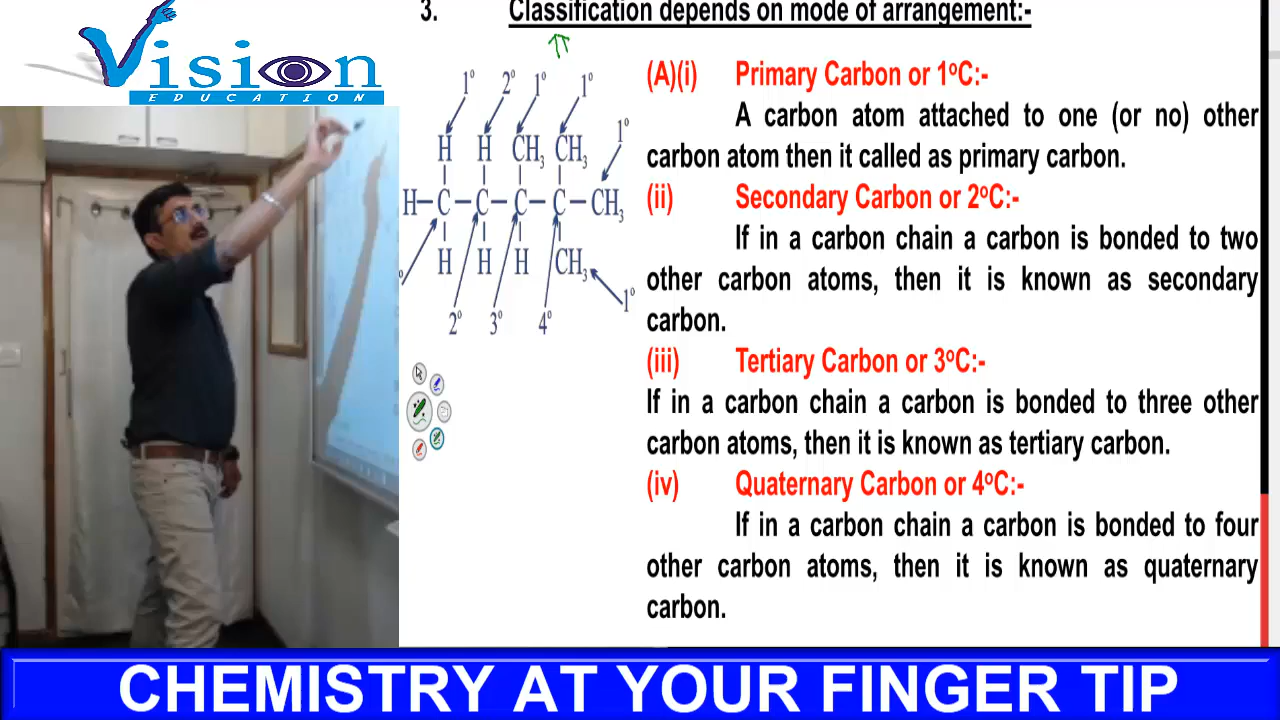 Vision
EDUCATION
3. Classification depends on mode of arrangement:-
1° 2° 1° 1°
1°
H H CH3 CH3
H–C–C–C–C–CH3
H H H CH3
°
1°
2° 3° 4°
(A)(i) Primary Carbon or 1°C:-
A carbon atom attached to one (or no) other
carbon atom then it called as primary carbon.
(ii) Secondary Carbon or 2°C:-
If in a carbon chain a carbon is bonded to two
other carbon atoms, then it is known as secondary
carbon.
(iii) Tertiary Carbon or 3°C:-
If in a carbon chain a carbon is bonded to three other
carbon atoms, then it is known as tertiary carbon.
(iv) Quaternary Carbon or 4°C:-
If in a carbon chain a carbon is bonded to four
other carbon atoms, then it is known as quaternary
carbon.
CHEMISTRY AT YOUR FINGER TIP